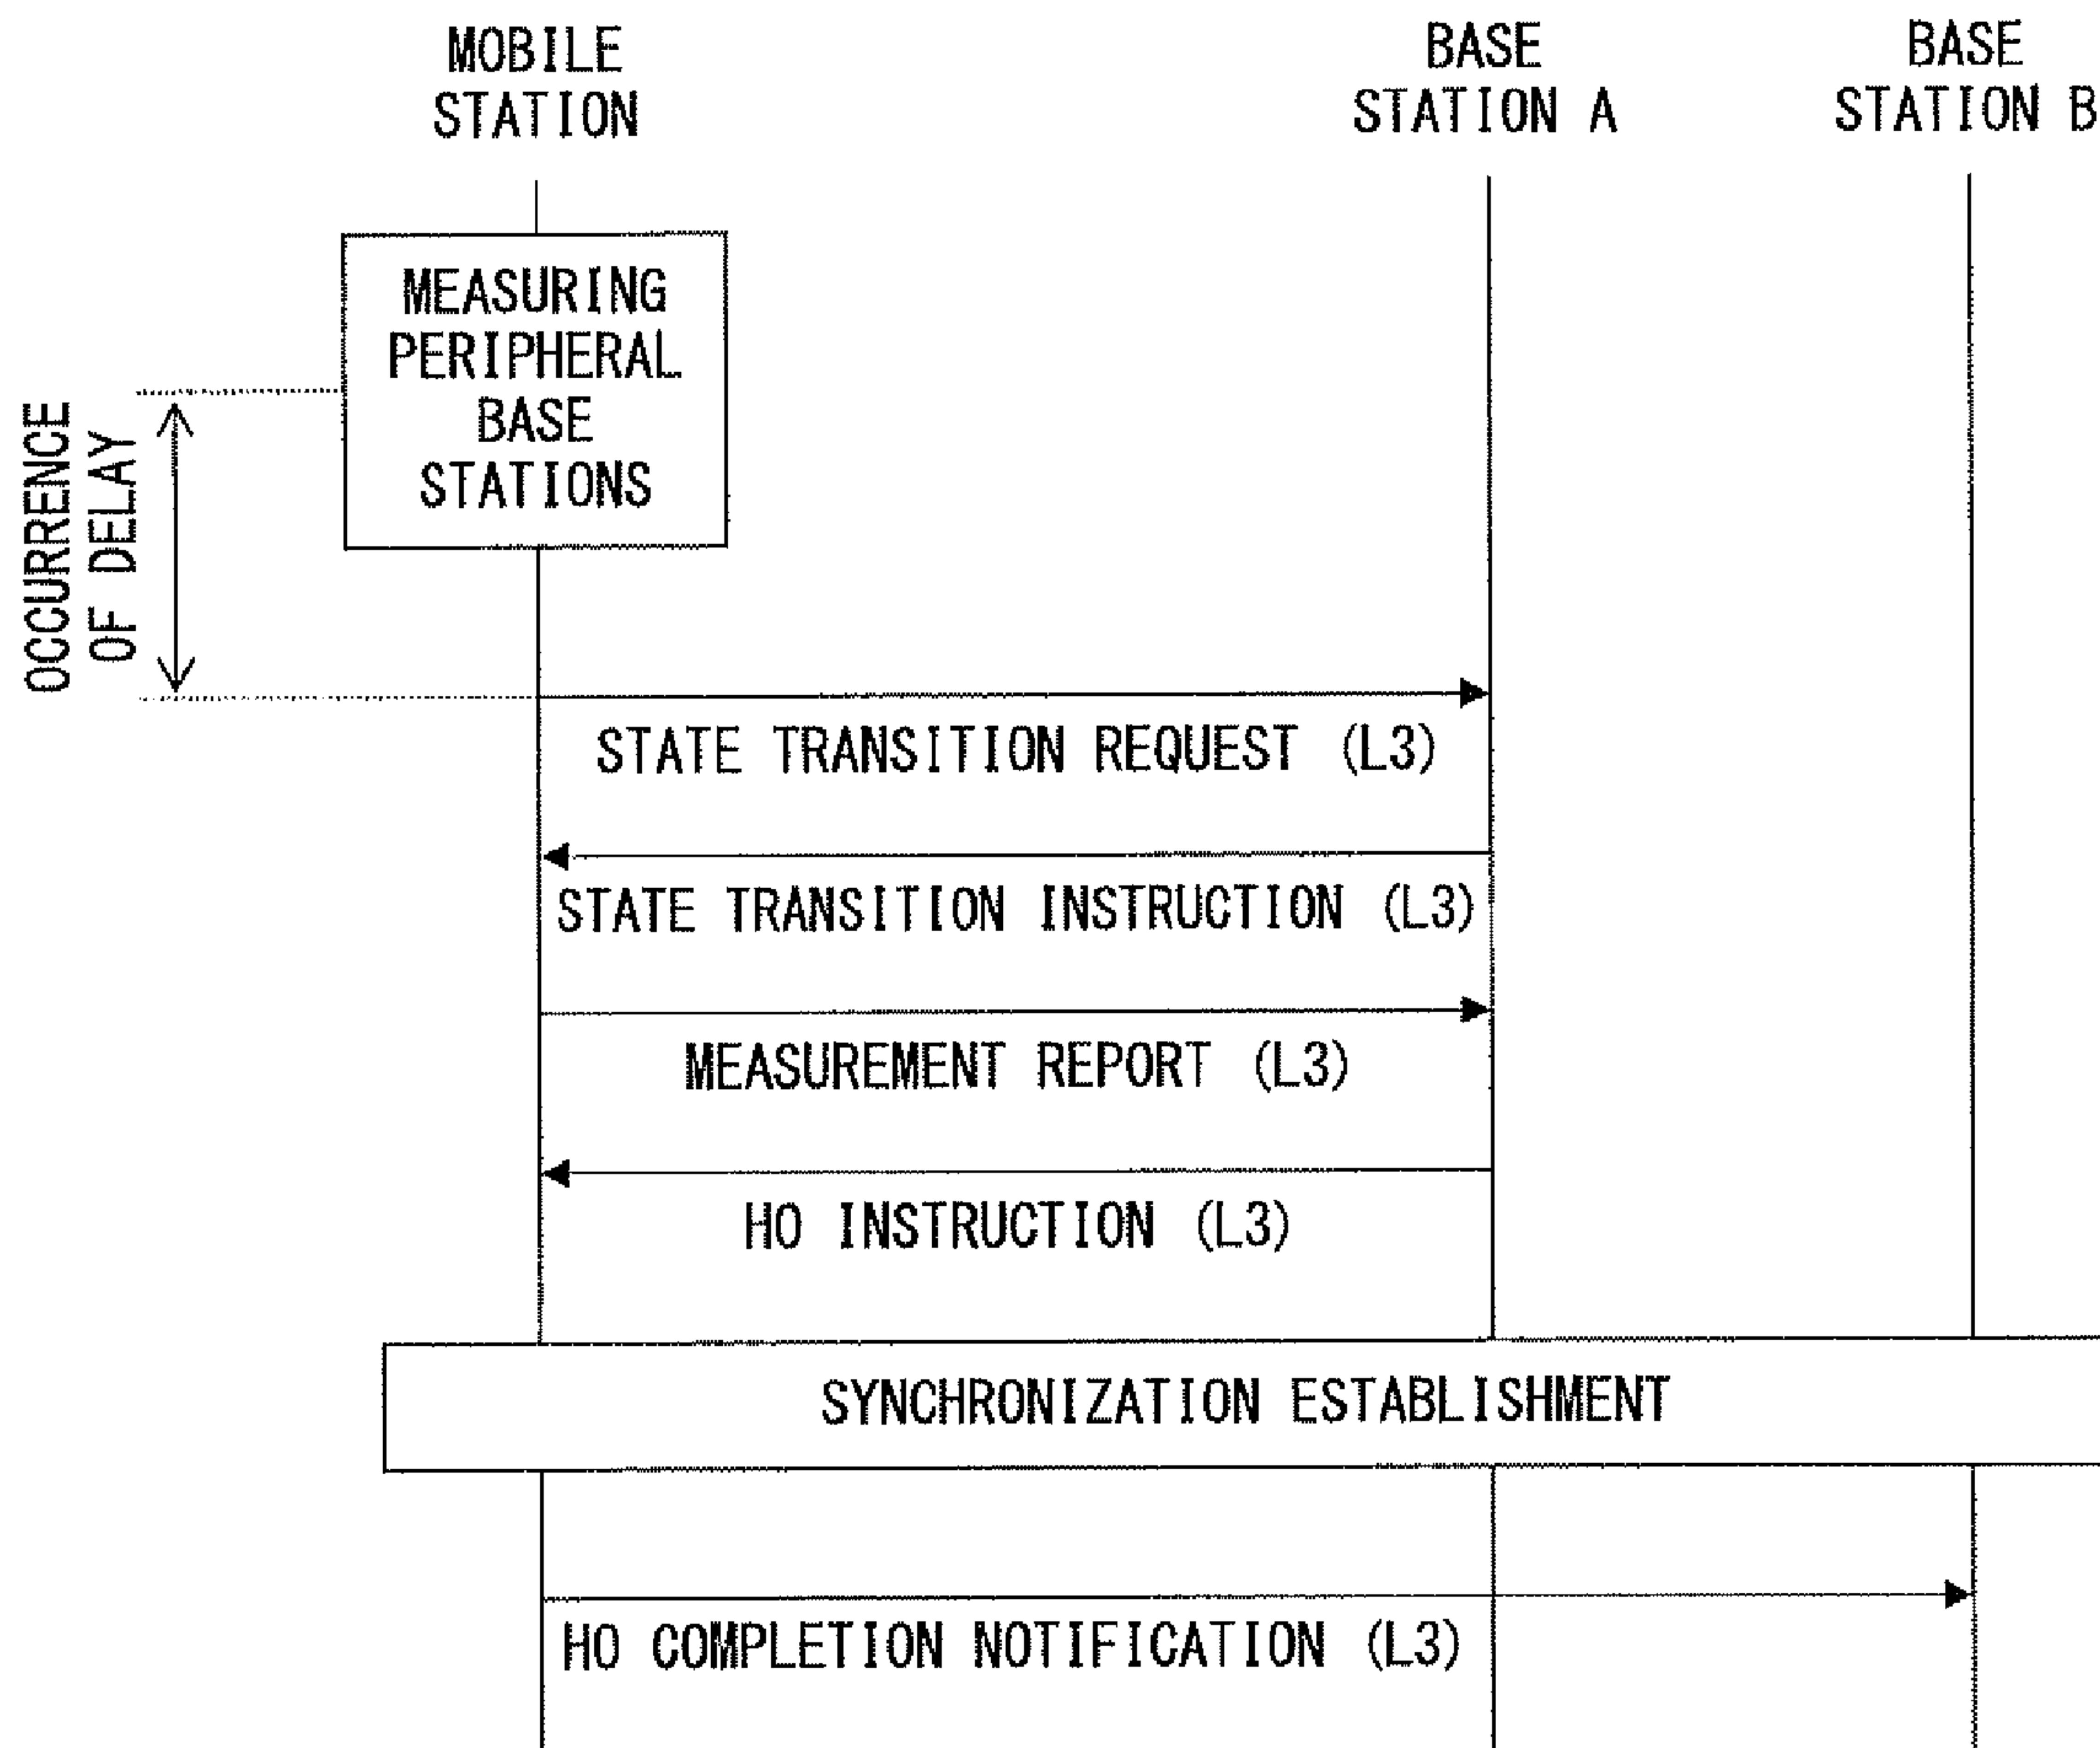 MOBILE
STATION
BASE
STATION A
BASE
STATION B
MEASURING
PERIPHERAL
BASE
STATIONS
OCCURRENCE
OF DELAY
STATE TRANSITION REQUEST (L3)
STATE TRANSITION INSTRUCTION (L3)
MEASUREMENT REPORT (L3)
HO INSTRUCTION (L3)
SYNCHRONIZATION ESTABLISHMENT
HO COMPLETION NOTIFICATION (L3)